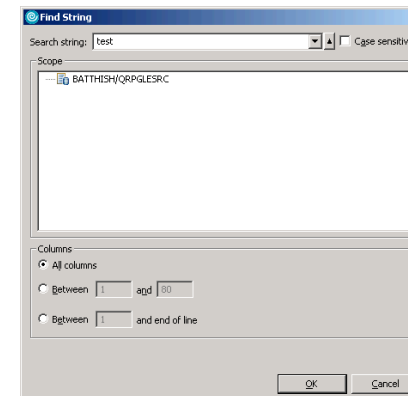 Find String
Search string: test Case sensitiv
Scope
BATTHISH/QRPGLESRC
Columns
All columns
Between 1 and 80
Between 1 and end of line
OK Cancel